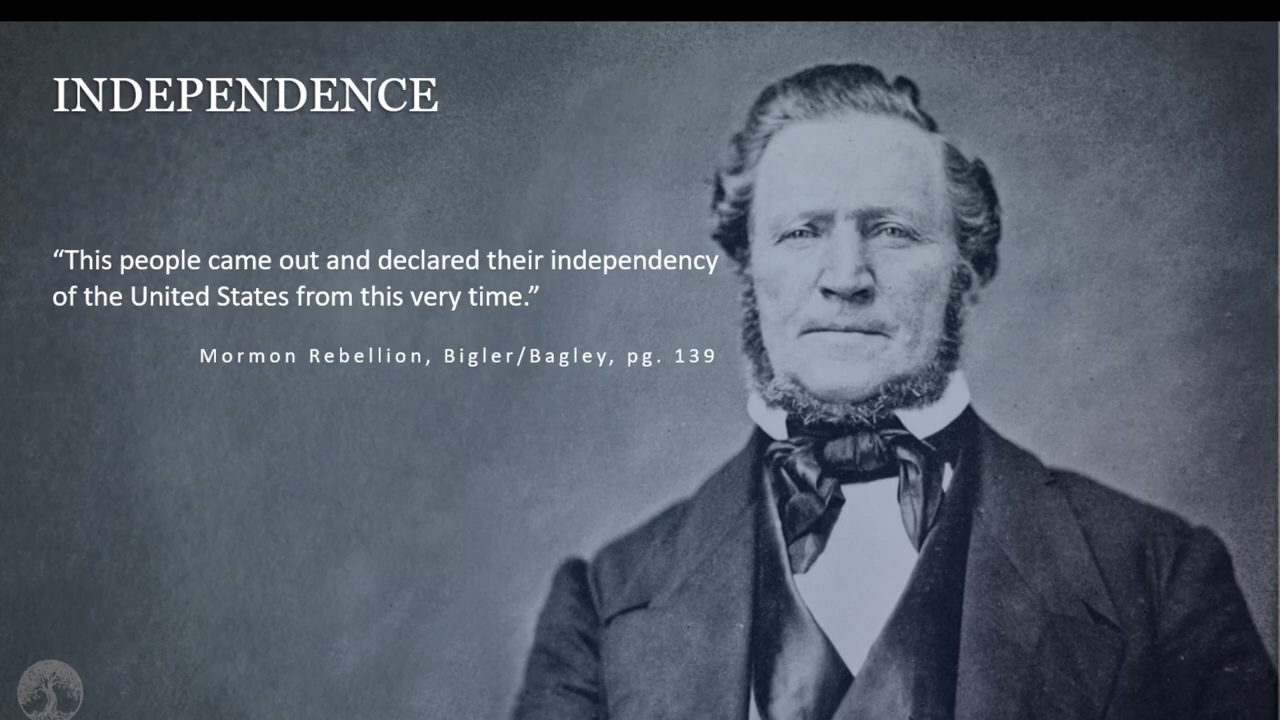 INDEPENDENCE
“This people came out and declared their independency
of the United States from this very time.”
Mormon Rebellion, Bigler/Bagley, pg. 139